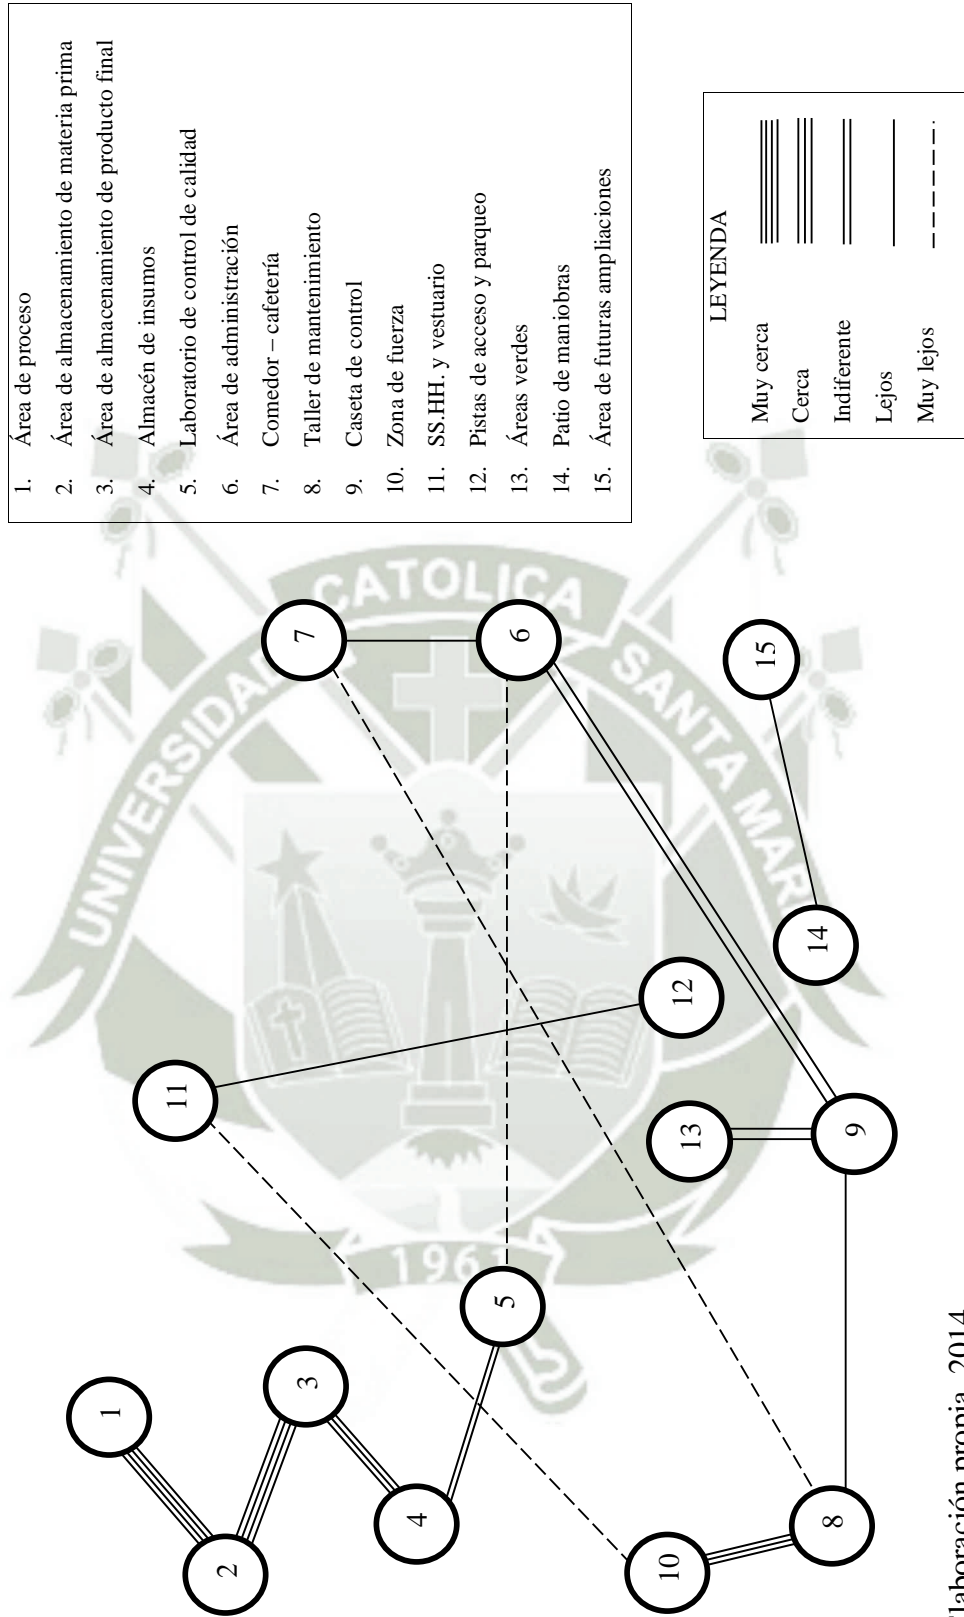 1. Área de proceso
2. Área de almacenamiento de materia prima
3. Área de almacenamiento de producto final
4. Almacén de insumos
5. Laboratorio de control de calidad
6. Área de administración
7. Comedor – cafetería
8. Taller de mantenimiento
9. Caseta de control
10. Zona de fuerza
11. SS.HH. y vestuario
12. Pistas de acceso y parqueo
13. Áreas verdes
14. Patio de maniobras
15. Área de futuras ampliaciones
LEYENDA
Muy cerca
Cerca
Indiferente
Lejos
Muy lejos
1
2
3
4
5
6
7
8
9
10
11
12
13
14
15
UNIVERSIDAD CATOLICA SANTA MARI
1961
laboración propia, 2014